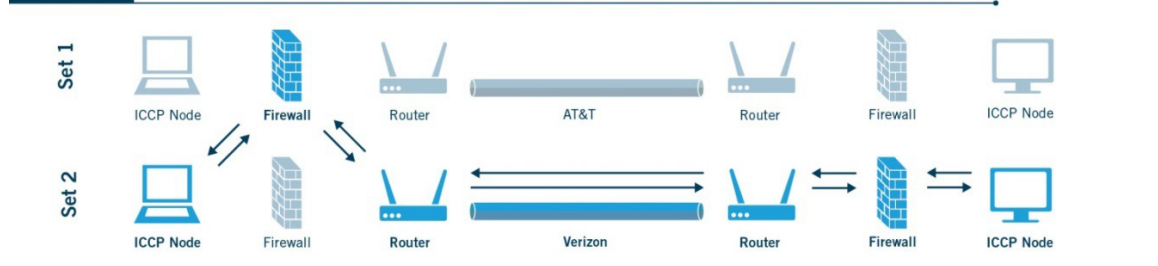 Set 1
ICCP Node
Firewall
Router
AT&T
Router
Firewall
ICCP Node
Set 2
ICCP Node
Firewall
Router
Verizon
Router
Firewall
ICCP Node